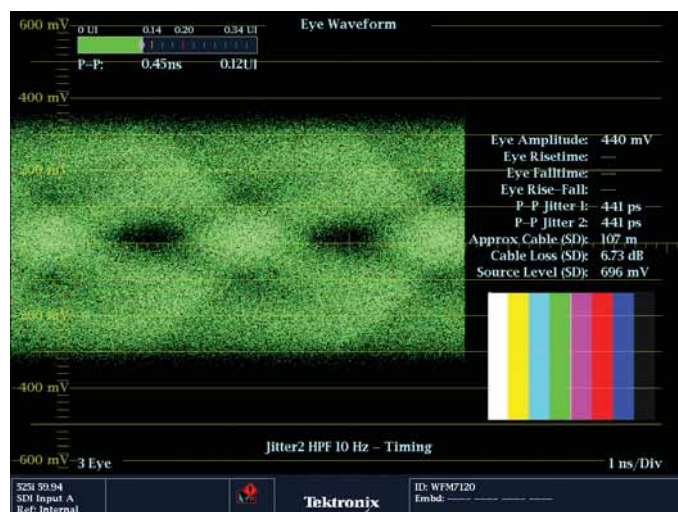 600 mV
0 UI 0.14 0.20 0.34 UI
Eye Waveform
P-P: 0.45ns 0.12UI
400 mV
Eye Amplitude: 440 mV
Eye Risetime: —
Eye Falltime: —
Eye Rise-Fall: —
P-P Jitter 1: 441 ps
P-P Jitter 2: 441 ps
Approx Cable (SD): 107 m
Cable Loss (SD): 6.73 dB
Source Level (SD): 696 mV
200 mV
200 mV
-400 mV
Jitter2 HPF 10 Hz - Timing
-600 mV
3 Eye
1 ns/Div
525i 59.94
SDI Input A
Ref: Internal
Tektronix
ID: WFM7120
Embd: ---- ---- ---- ----